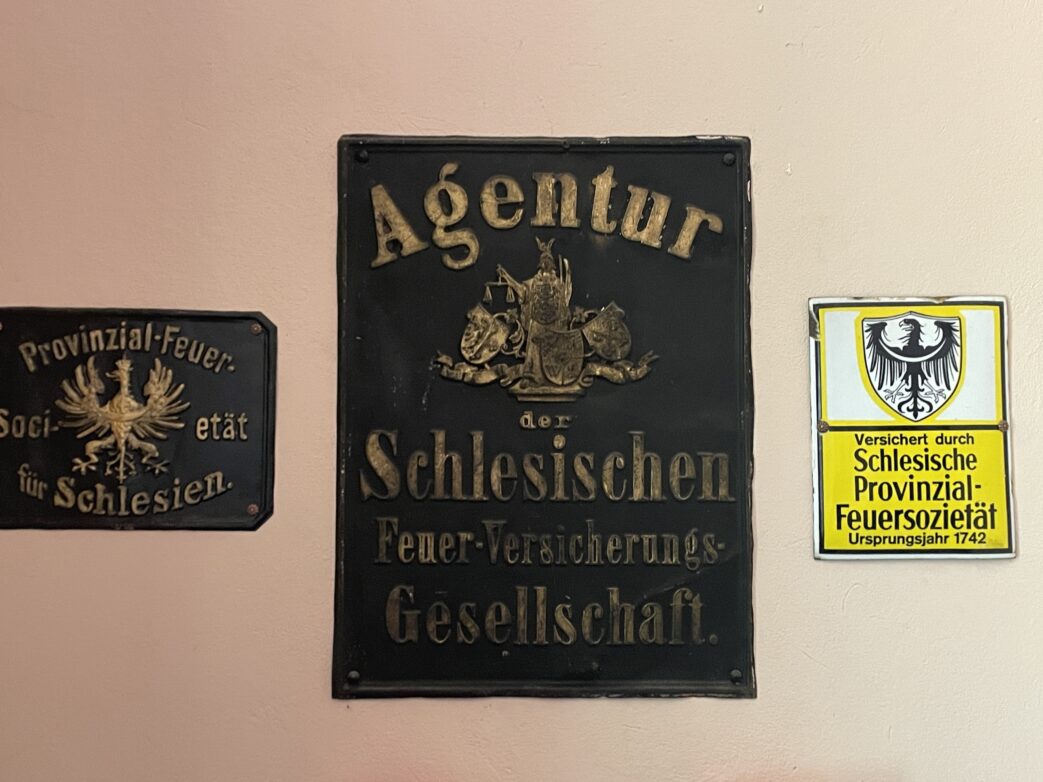 Provinzial-Feuer-
Soci- etät
für Schlesien.
Agentur
der
Schlesischen
Feuer-Versicherungs-
Gesellschaft.
Versichert durch
Schlesische
Provinzial-
Feuersozietät
Ursprungsjahr 1742